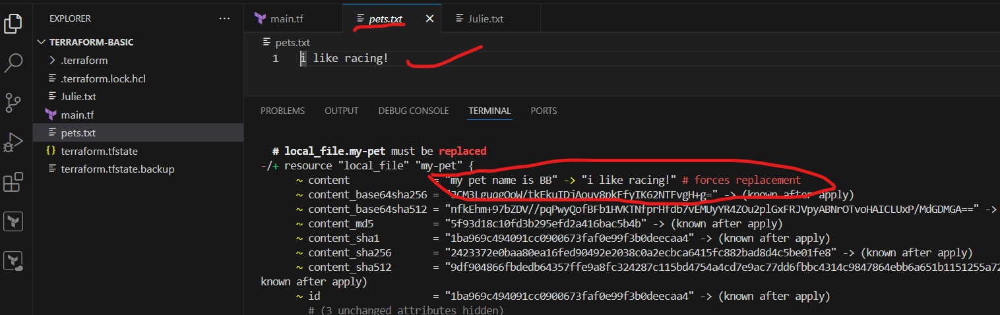 EXPLORER
TERRAFORM-BASIC
.terraform
.terraform.lock.hcl
Julie.txt
main.tf
pets.txt
terraform.tfstate
terraform.tfstate.backup
main.tf
pets.txt
Julie.txt
pets.txt
1 i like racing!
PROBLEMS OUTPUT DEBUG CONSOLE TERMINAL PORTS
# local_file.my-pet must be replaced
-/+ resource "local_file" "my-pet" {
~ content = "my pet name is BB" -> "i like racing!" # forces replacement
~ content_base64sha256 = -> (known after apply)
~ content_base64sha512 = "nfkEhm+97bZDV//pqPwyQofBFb1HVKTNfprHfdb7vEMUyYR4ZOu2plGxFRJVpyABNrOTvoHAICLUxP/MdGDMGA==" ->
~ content_md5 = "5f93d18c10fd3b295efd2a416bac5b4b" -> (known after apply)
~ content_sha1 = "1ba969c494091cc0900673faf0e99f3b0deecaa4" -> (known after apply)
~ content_sha256 = "2423372e0baa80ea16fed90492e2038c0a2ecbca6415fc882bad8d4c5be01fe8" -> (known after apply)
~ content_sha512 = "9df904866fbdedb64357ffe9a8fc324287c115bd4754a4cd7e9ac77dd6fbbc4314c9847864ebb6a651b1151255a72
known after apply)
~ id = "1ba969c494091cc0900673faf0e99f3b0deecaa4" -> (known after apply)
# (3 unchanged attributes hidden)